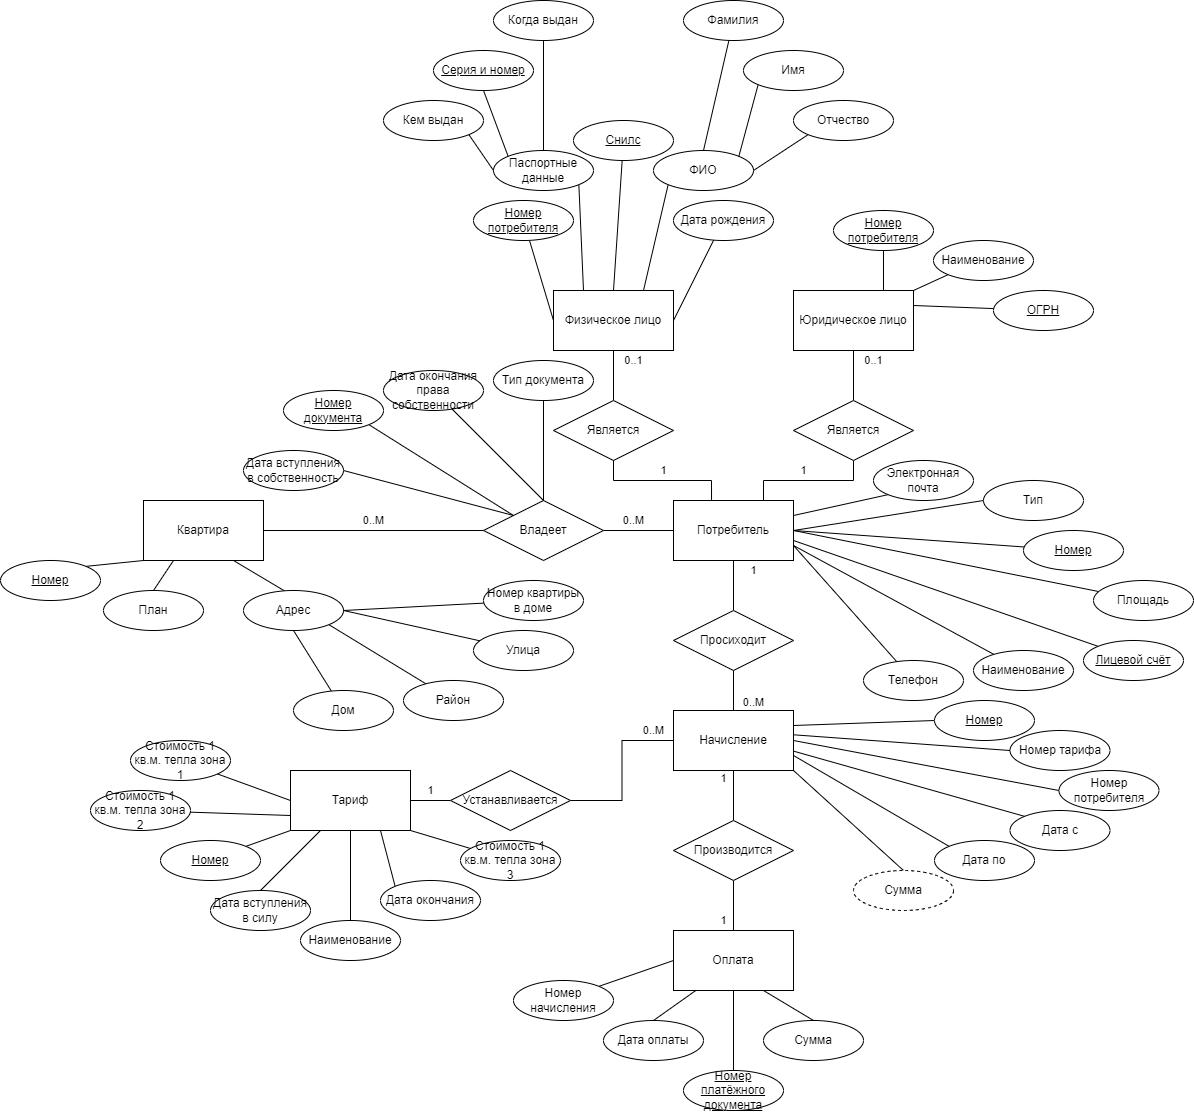 Когда выдан
Фамилия
Серия и номер
Имя
Кем выдан
Снилс
Отчество
Паспортные
данные
ФИО
Номер
потребителя
Дата рождения
Номер
потребителя
Наименование
ОГРН
Физическое лицо
Юридическое лицо
0..1
0..1
Дата окончания
права
собственности
Тип документа
Номер
документа
Является
Является
Дата вступления
в собственность
1
1
Электронная
почта
Тип
Квартира
0..M
Владеет
0..M
Потребитель
Номер
Номер
План
Адрес
Номер квартиры
в доме
1
Площадь
Улица
Просиходит
Лицевой счёт
Наименование
Телефон
Дом
Район
0..M
Номер
0..M
Начисление
Номер тарифа
Стоимость 1
кв.м. тепла зона
1
1
Номер
потребителя
Стоимость 1
кв.м. тепла зона
2
Тариф
1
Устанавливается
Дата с
Номер
Стоимость 1
кв.м. тепла зона
3
Производится
Дата по
Сумма
Дата вступления
в силу
Дата окончания
Наименование
1
Оплата
Номер
начисления
Дата оплаты
Сумма
Номер
платёжного
документа